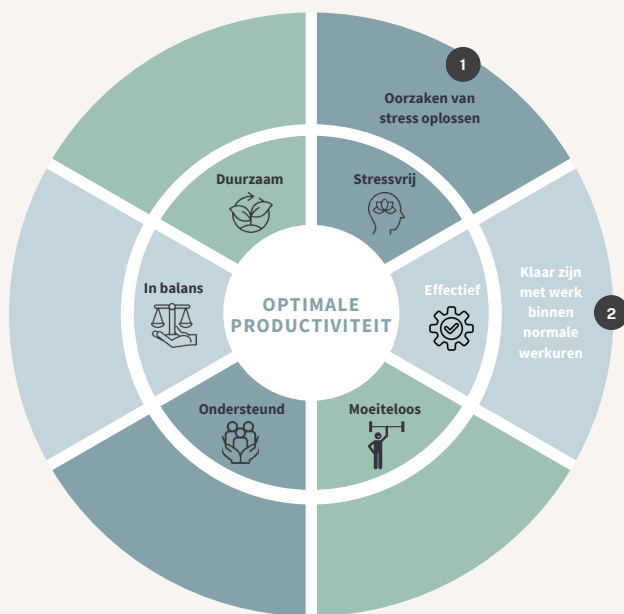 1
Oorzaken van
stress oplossen
Duurzaam
Stressvrij
In balans
Effectief
Klaar zijn
met werk
binnen
normale
werkuren
2
OPTIMALE
PRODUCTIVITEIT
Ondersteund
Moeiteloos